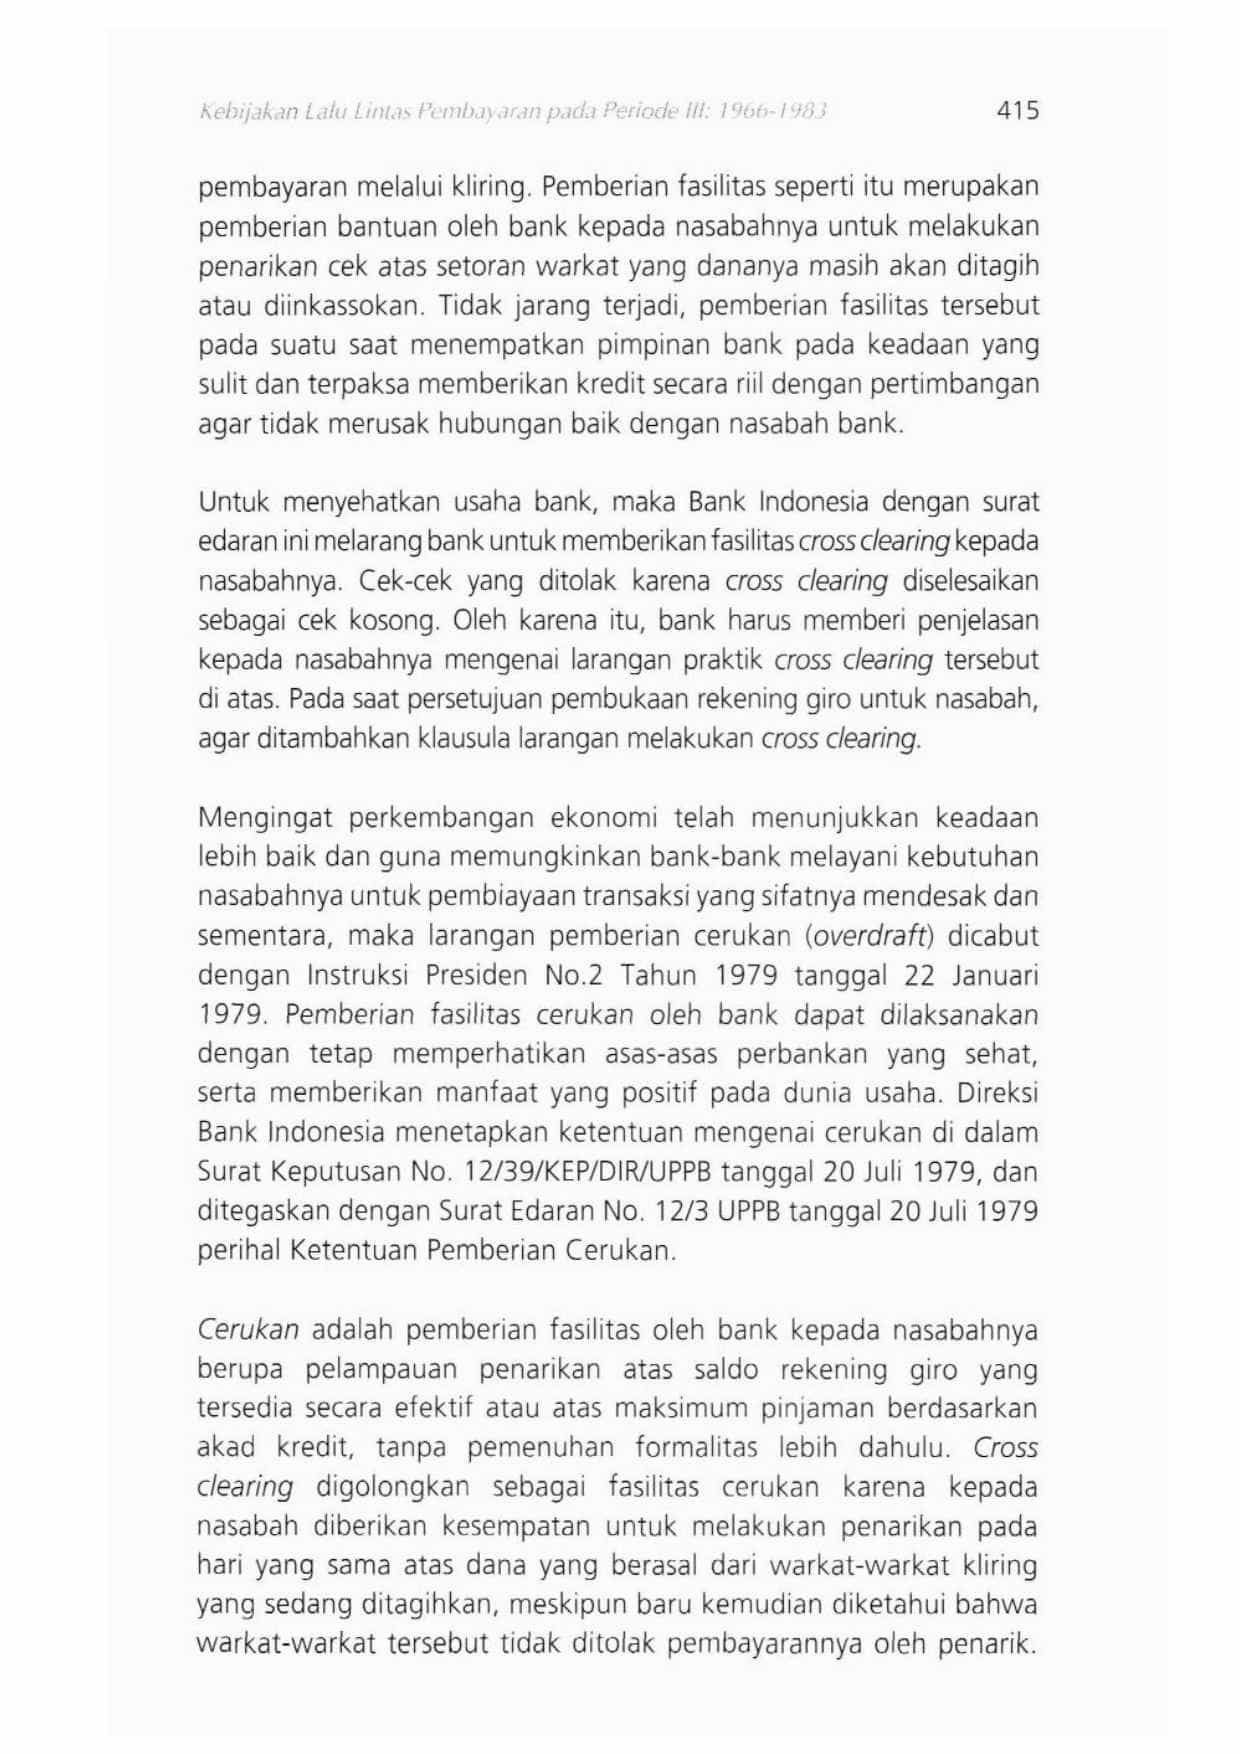 Kebijakan Lalu Lintas Pembayaran pada Periode III: 1966-1983 415
pembayaran melalui kliring. Pemberian fasilitas seperti itu merupakan
pemberian bantuan oleh bank kepada nasabahnya untuk melakukan
penarikan cek atas setoran warkat yang dananya masih akan ditagih
atau diinkassokan. Tidak jarang terjadi, pemberian fasilitas tersebut
pada suatu saat menempatkan pimpinan bank pada keadaan yang
sulit dan terpaksa memberikan kredit secara riil dengan pertimbangan
agar tidak merusak hubungan baik dengan nasabah bank.
Untuk menyehatkan usaha bank, maka Bank Indonesia dengan surat
edaran ini melarang bank untuk memberikan fasilitas cross clearing kepada
nasabahnya. Cek-cek yang ditolak karena cross clearing diselesaikan
sebagai cek kosong. Oleh karena itu, bank harus memberi penjelasan
kepada nasabahnya mengenai larangan praktik cross clearing tersebut
di atas. Pada saat persetujuan pembukaan rekening giro untuk nasabah,
agar ditambahkan klausula larangan melakukan cross clearing.
Mengingat perkembangan ekonomi telah menunjukkan keadaan
lebih baik dan guna memungkinkan bank-bank melayani kebutuhan
nasabahnya untuk pembiayaan transaksi yang sifatnya mendesak dan
sementara, maka larangan pemberian cerukan (overdraft) dicabut
dengan Instruksi Presiden No.2 Tahun 1979 tanggal 22 Januari
1979. Pemberian fasilitas cerukan oleh bank dapat dilaksanakan
dengan tetap memperhatikan asas-asas perbankan yang sehat,
serta memberikan manfaat yang positif pada dunia usaha. Direksi
Bank Indonesia menetapkan ketentuan mengenai cerukan di dalam
Surat Keputusan No. 12/39/KEP/DIR/UPPB tanggal 20 Juli 1979, dan
ditegaskan dengan Surat Edaran No. 12/3 UPPB tanggal 20 Juli 1979
perihal Ketentuan Pemberian Cerukan.
Cerukan adalah pemberian fasilitas oleh bank kepada nasabahnya
berupa pelampauan penarikan atas saldo rekening giro yang
tersedia secara efektif atau atas maksimum pinjaman berdasarkan
akad kredit, tanpa pemenuhan formalitas lebih dahulu. Cross
clearing digolongkan sebagai fasilitas cerukan karena kepada
nasabah diberikan kesempatan untuk melakukan penarikan pada
hari yang sama atas dana yang berasal dari warkat-warkat kliring
yang sedang ditagihkan, meskipun baru kemudian diketahui bahwa
warkat-warkat tersebut tidak ditolak pembayarannya oleh penarik.